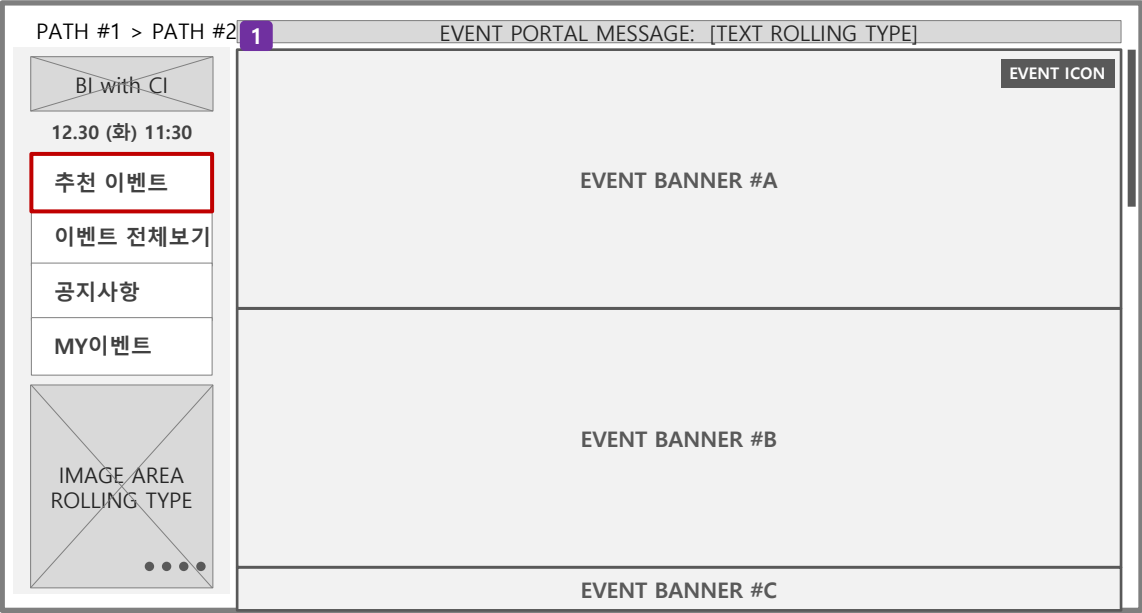 PATH #1 > PATH #2
1
EVENT PORTAL MESSAGE: [TEXT ROLLING TYPE]
BI with CI
12.30 (화) 11:30
추천 이벤트
이벤트 전체보기
공지사항
MY이벤트
IMAGE AREA
ROLLING TYPE
EVENT ICON
EVENT BANNER #A
EVENT BANNER #B
EVENT BANNER #C